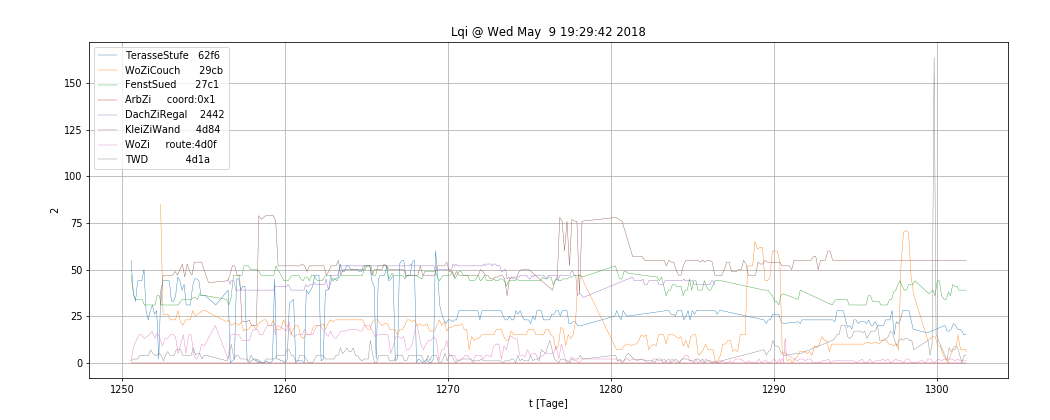 Lqi @ Wed May  9 19:29:42 2018
TerasseStufe   62f6
WoZiCouch      29cb
FenstSued      27c1
ArbZi     coord:0x1
DachZiRegal    2442
KleiZiWand     4d84
WoZi     route:4d0f
TWD            4d1a
150
125
100
75
50
25
0
2
1250 1260 1270 1280 1290 1300
t [Tage]